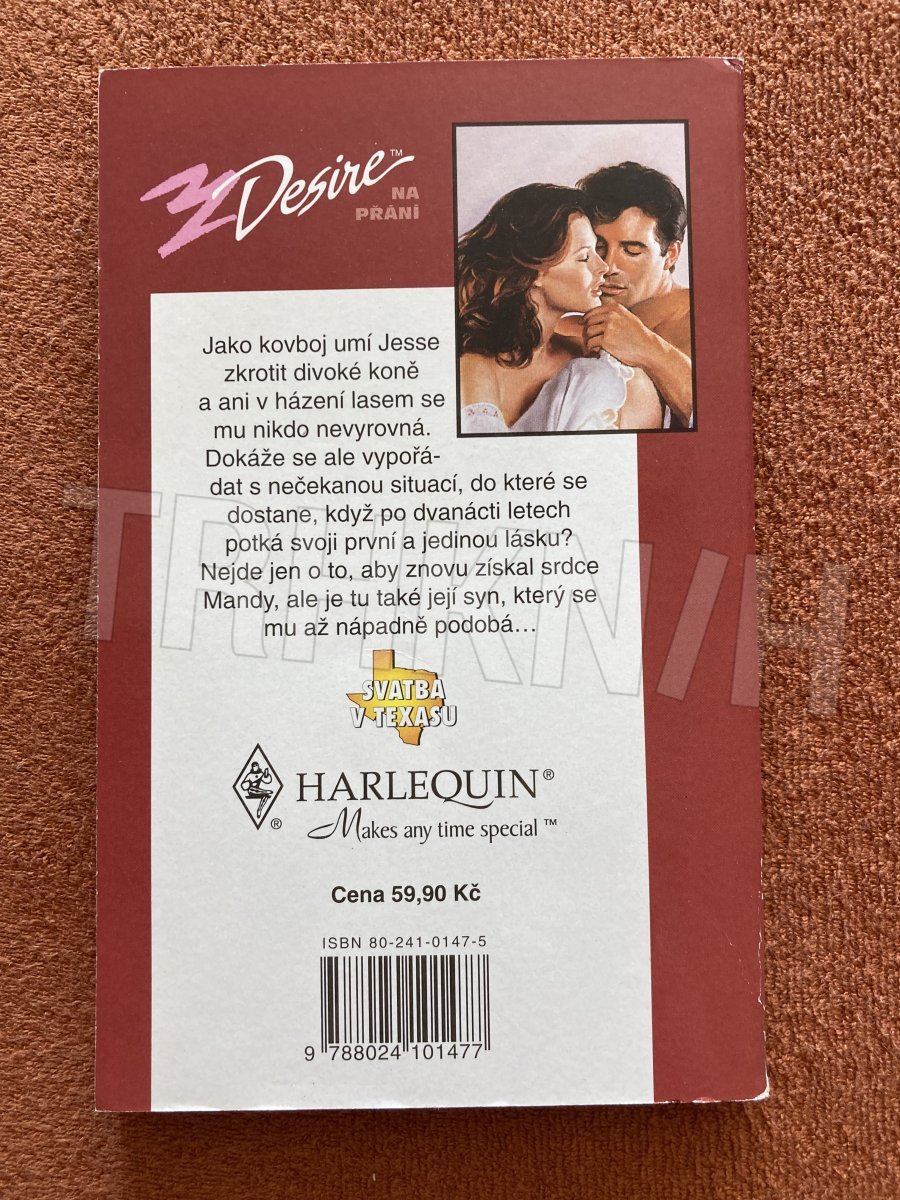 Desire™
NA
PŘÁNÍ
Jako kovboj umí Jesse
zkrotit divoké koně
a ani v házení lasem se
mu nikdo nevyrovná.
Dokáže se ale vypořá-
dat s nečekanou situací, do které se
dostane, když po dvanácti letech
potká svoji první a jedinou lásku?
Nejde jen o to, aby znovu získal srdce
Mandy, ale je tu také její syn, který se
mu až nápadně podobá...
TRHKNIH
SVATBA
V TEXASU
HARLEQUIN®
®
Makes any time special™
Cena 59,90 Kč
ISBN 80-241-0147-5
9 788024 101477